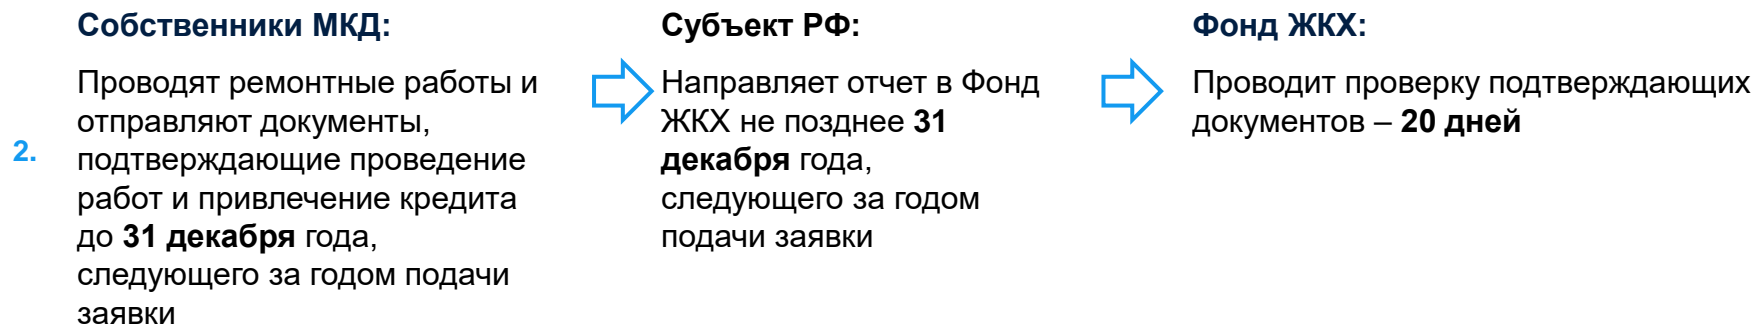 2.
Собственники МКД:
Проводят ремонтные работы и
отправляют документы,
подтверждающие проведение
работ и привлечение кредита
до 31 декабря года,
следующего за годом подачи
заявки
Субъект РФ:
Направляет отчет в Фонд
ЖКХ не позднее 31
декабря года,
следующего за годом
подачи заявки
Фонд ЖКХ:
Проводит проверку подтверждающих
документов – 20 дней